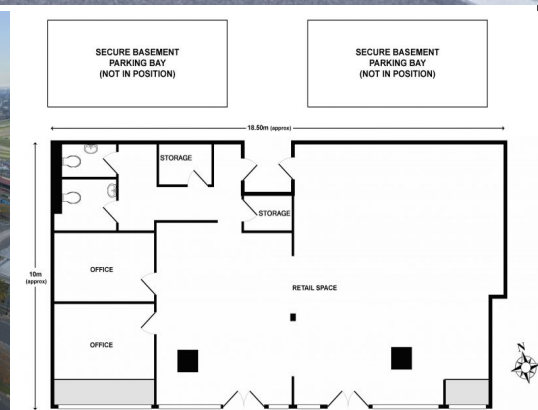 SECURE BASEMENT
PARKING BAY
(NOT IN POSITION)
SECURE BASEMENT
PARKING BAY
(NOT IN POSITION)
18.50m (approx)
STORAGE
STORAGE
OFFICE
10m
(approx)
RETAIL SPACE
OFFICE
N